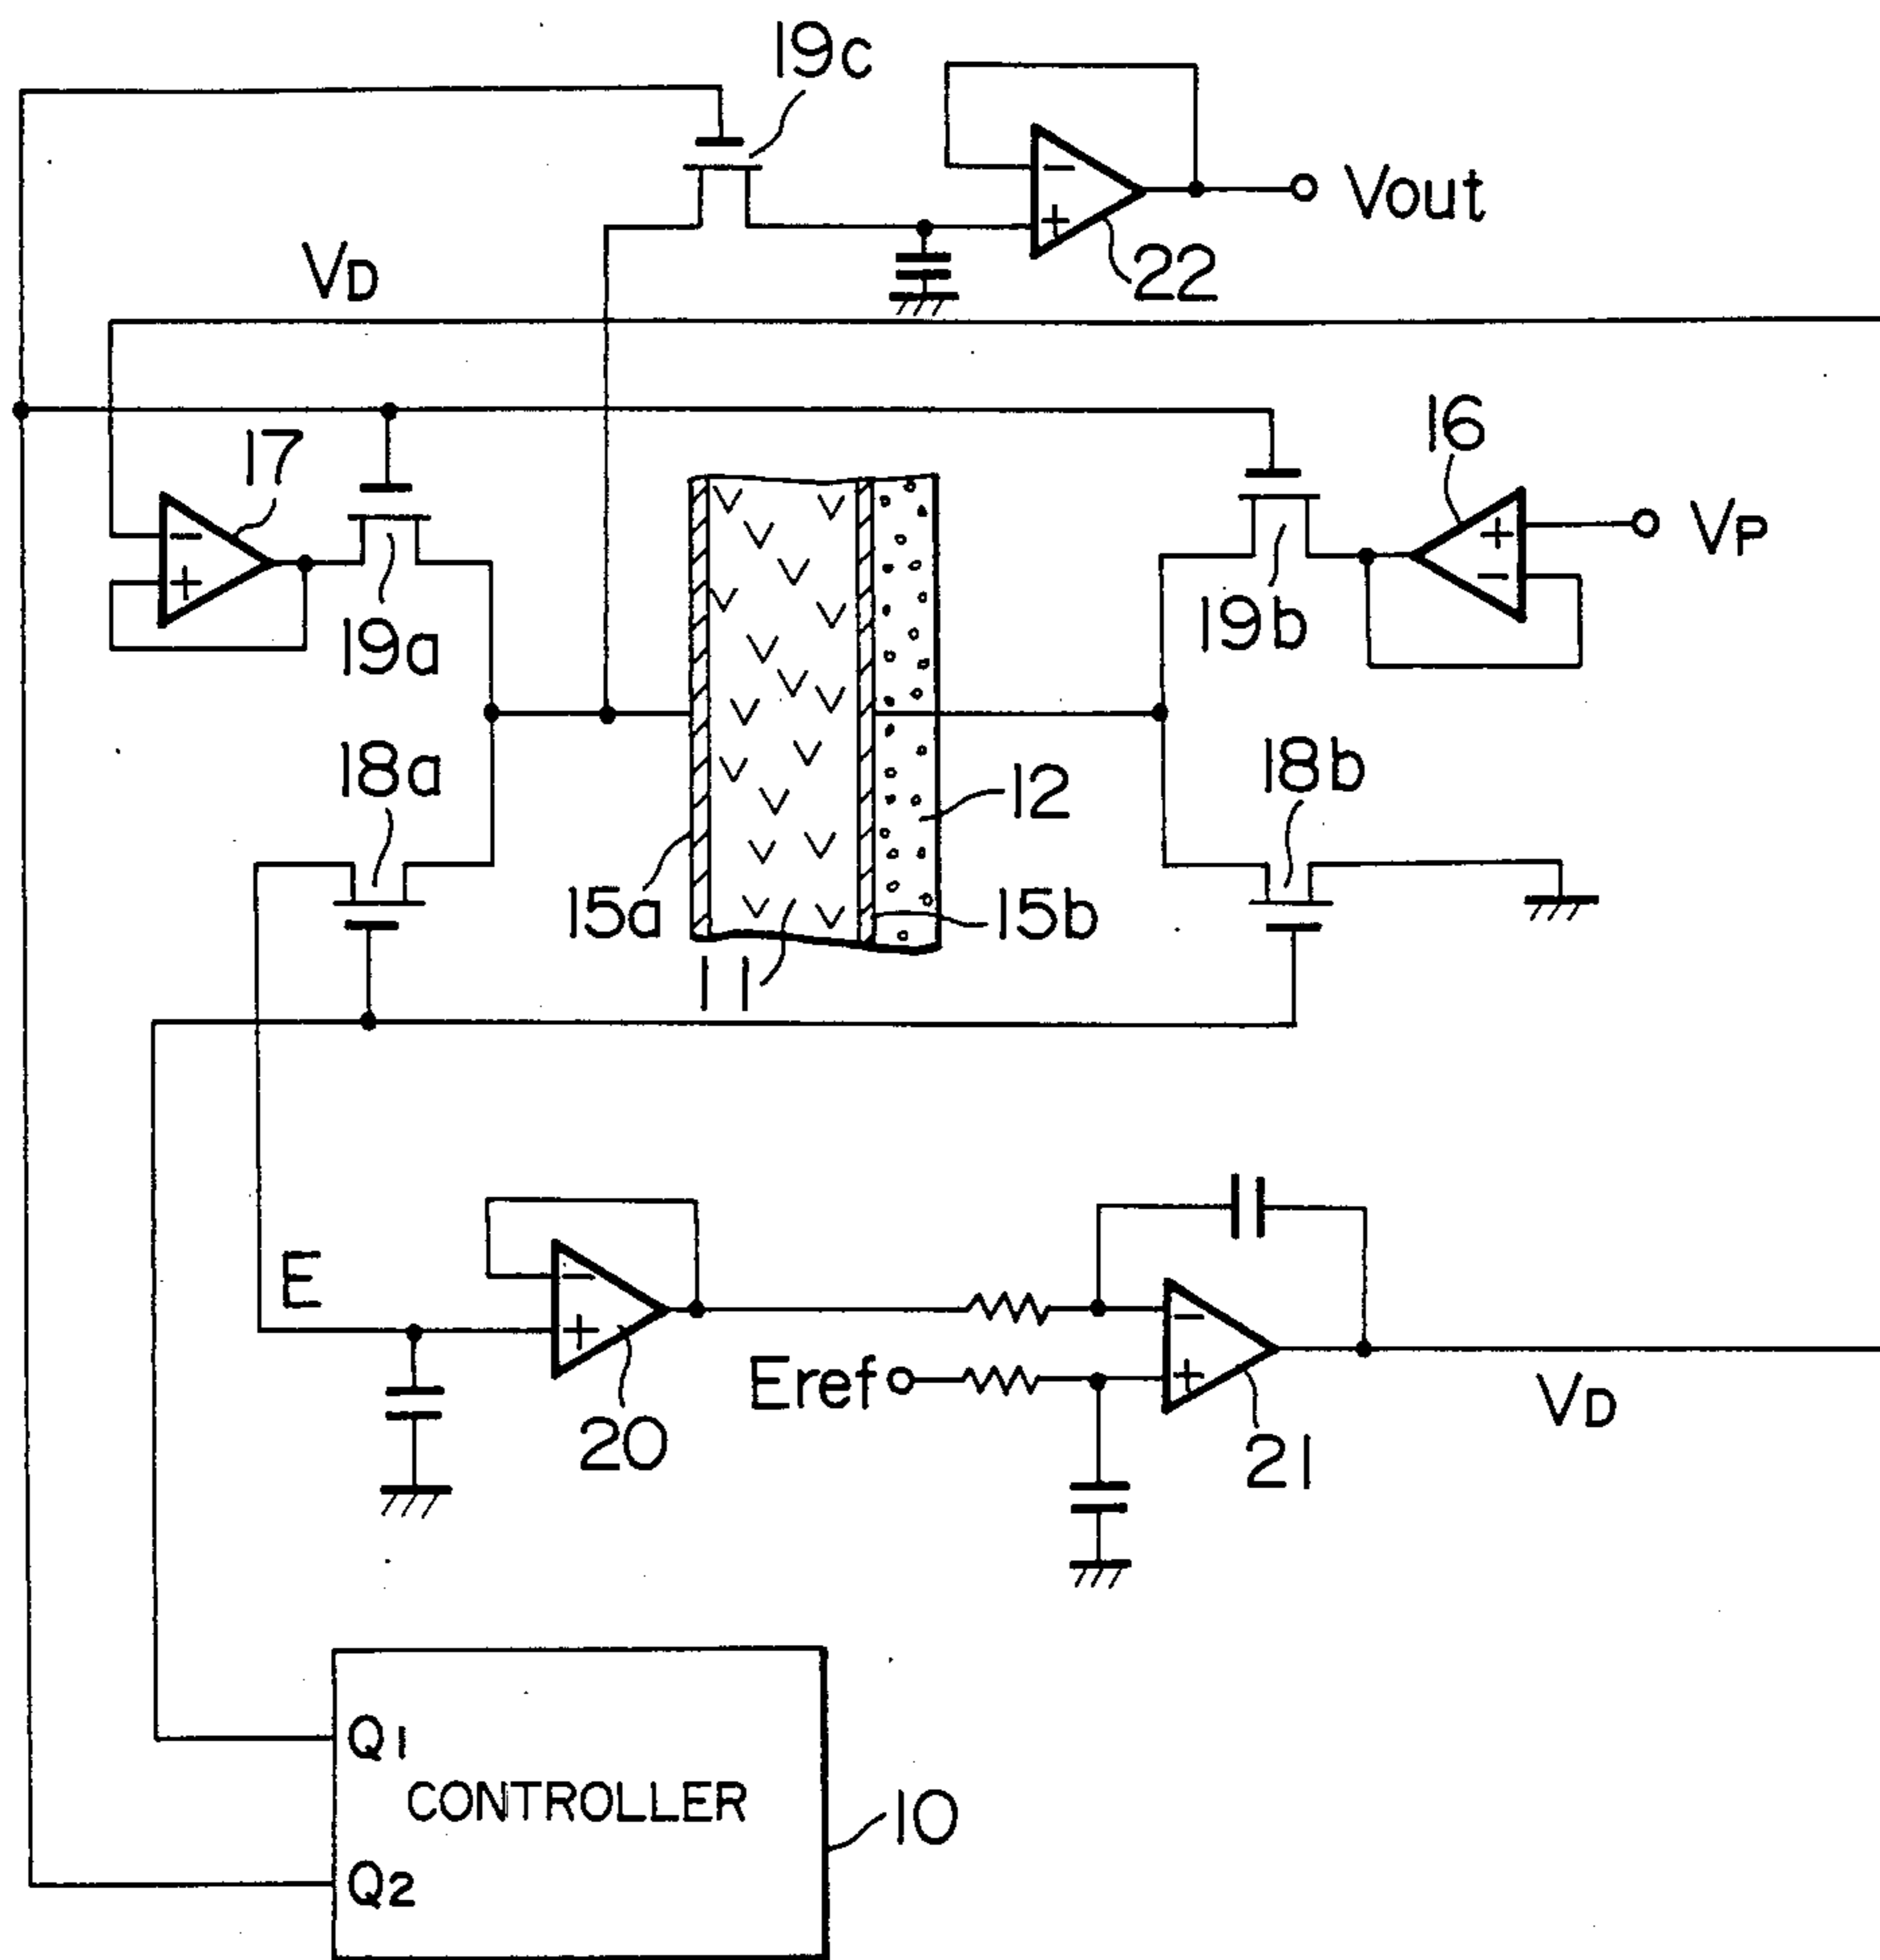 19c
Vout
22
VD
17
16
VP
19a
19b
18a
18b
12
15a
15b
11
E
20
Eref
21
VD
Q1
CONTROLLER
10
Q2